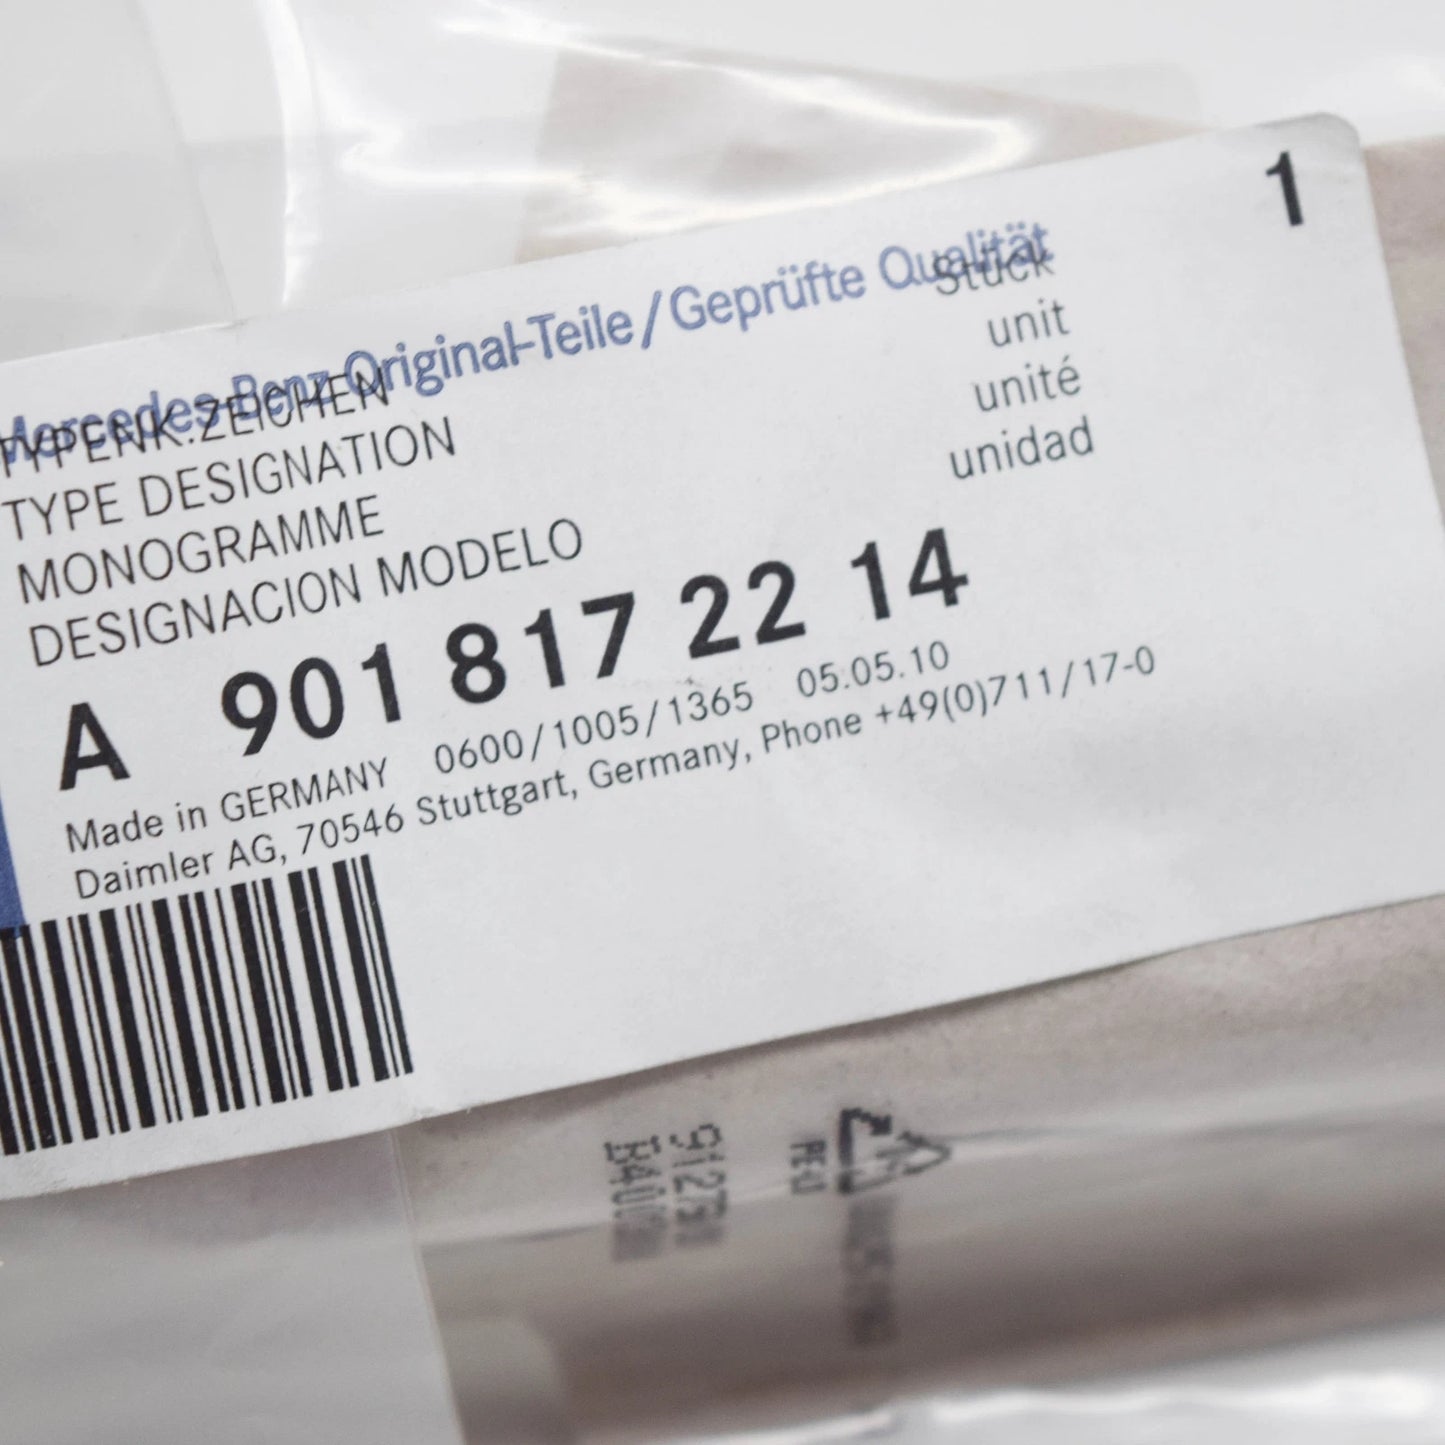 Mercedes-Benz Original-Teile/Geprüfte Qualität
1
Stück
unit
unité
unidad
TYPENK.ZEICHEN
TYPE DESIGNATION
MONOGRAMME
DESIGNACION MODELO
A 901 817 22 14
Made in GERMANY 0600/1005/1365 05.05.10
Daimler AG, 70546 Stuttgart, Germany, Phone +49(0)711/17-0